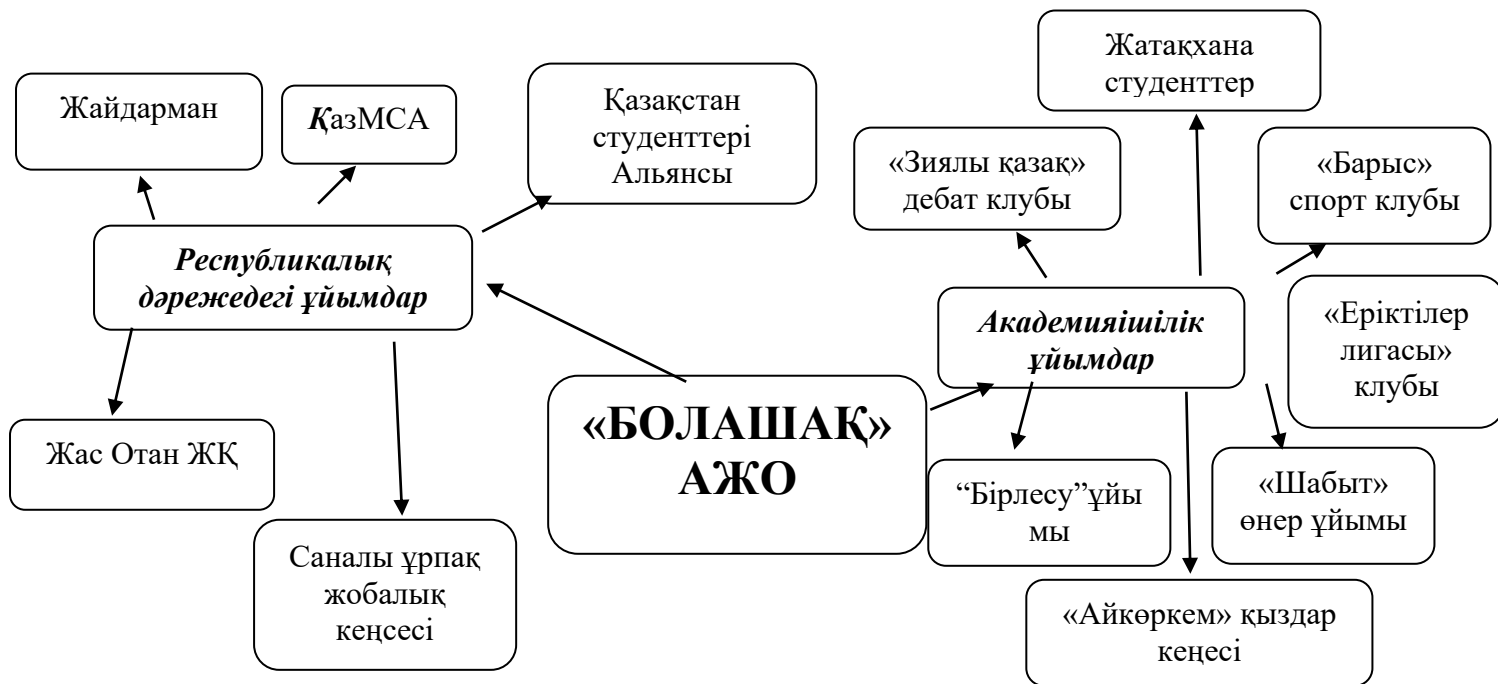 Жайдарман
ҚазМСА
Қазақстан
студенттері
Альянсы
Республикалық
дәрежедегі ұйымдар
Жас Отан ЖҚ
Саналы ұрпақ
жобалық
кеңсесі
«БОЛАШАҚ»
АЖО
Жатақхана
студенттер
«Зиялы қазақ»
дебат клубы
«Барыс»
спорт клубы
Академияішілік
ұйымдар
«Еріктілер
лигасы»
клубы
“Бірлесу”ұйы
мы
«Шабыт»
өнер ұйымы
«Айкөркем» қыздар
кеңесі